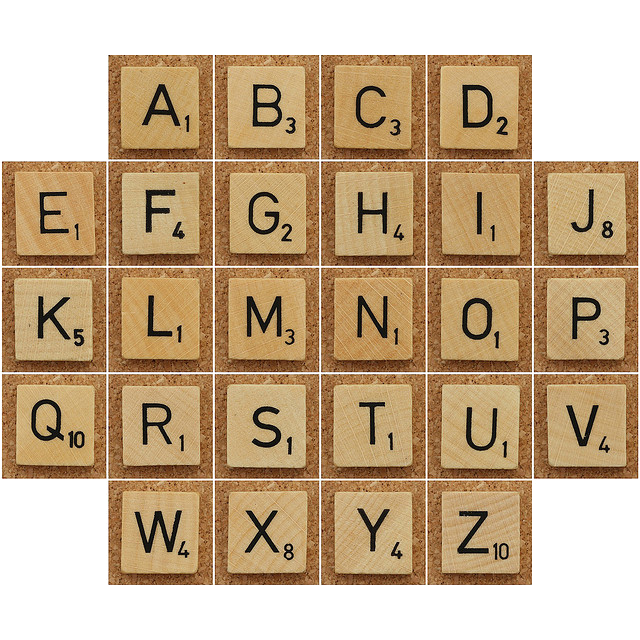 A1 B3 C3 D2
E1 F4 G2 H4 I1 J8
K5 L1 M3 N1 O1 P3
Q10 R1 S1 T1 U1 V4
W4 X8 Y4 Z10